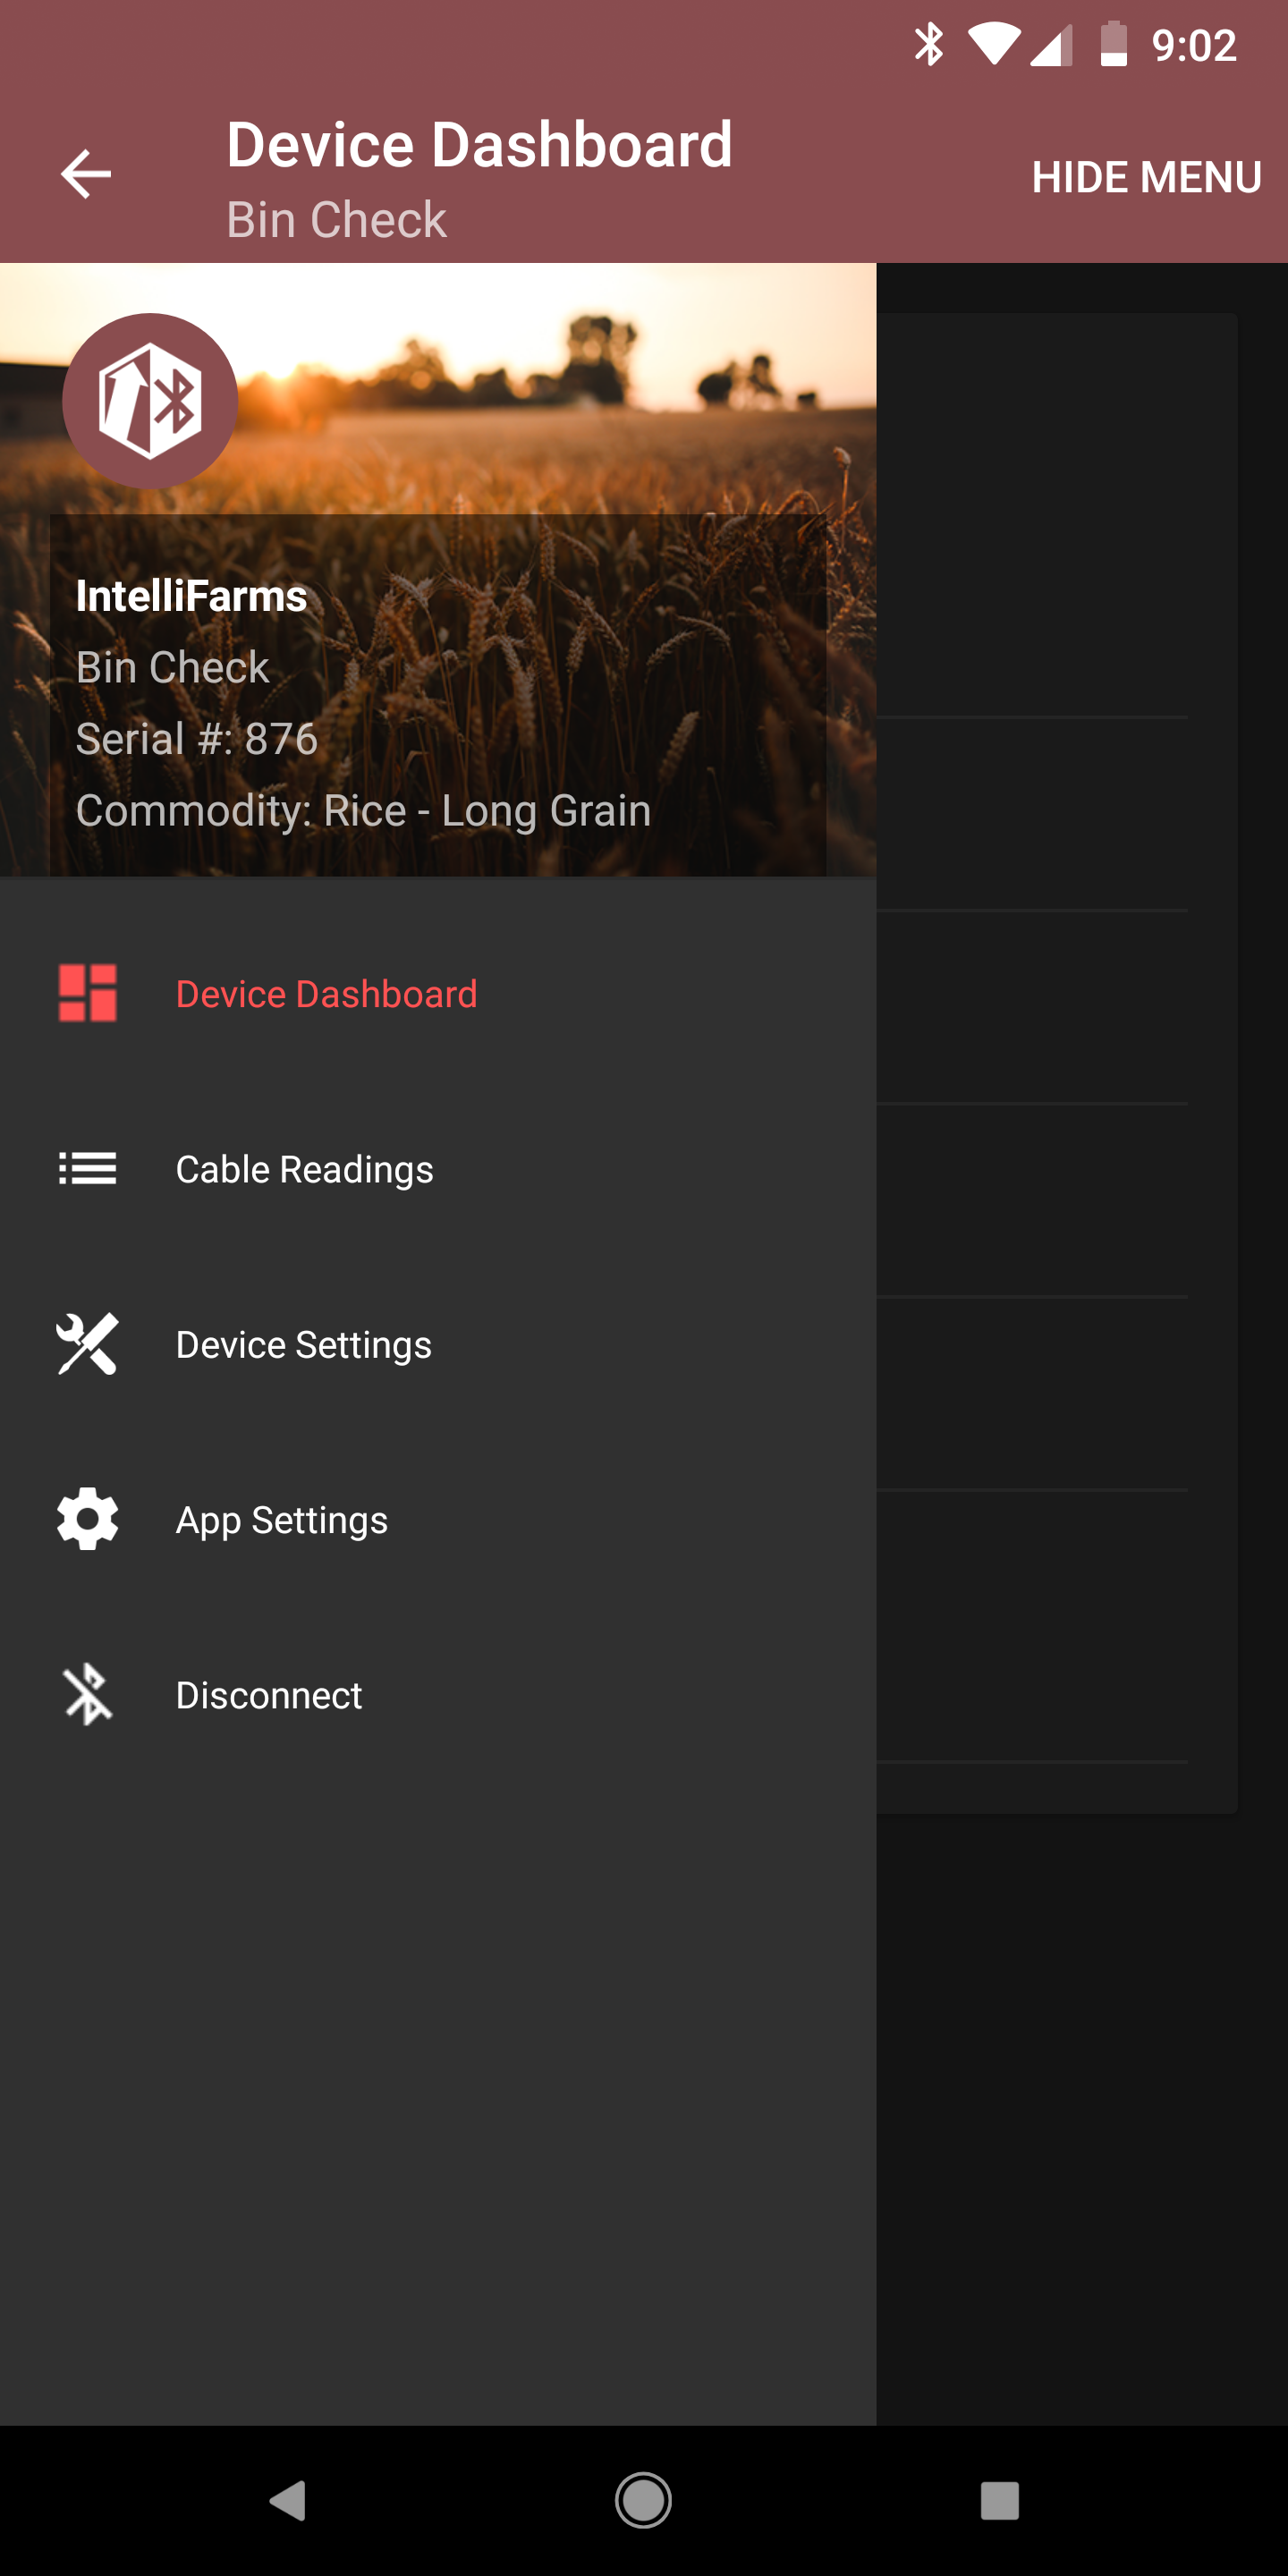 9:02
Device Dashboard
Bin Check
HIDE MENU
IntelliFarms
Bin Check
Serial #: 876
Commodity: Rice - Long Grain
Device Dashboard
Cable Readings
Device Settings
App Settings
Disconnect